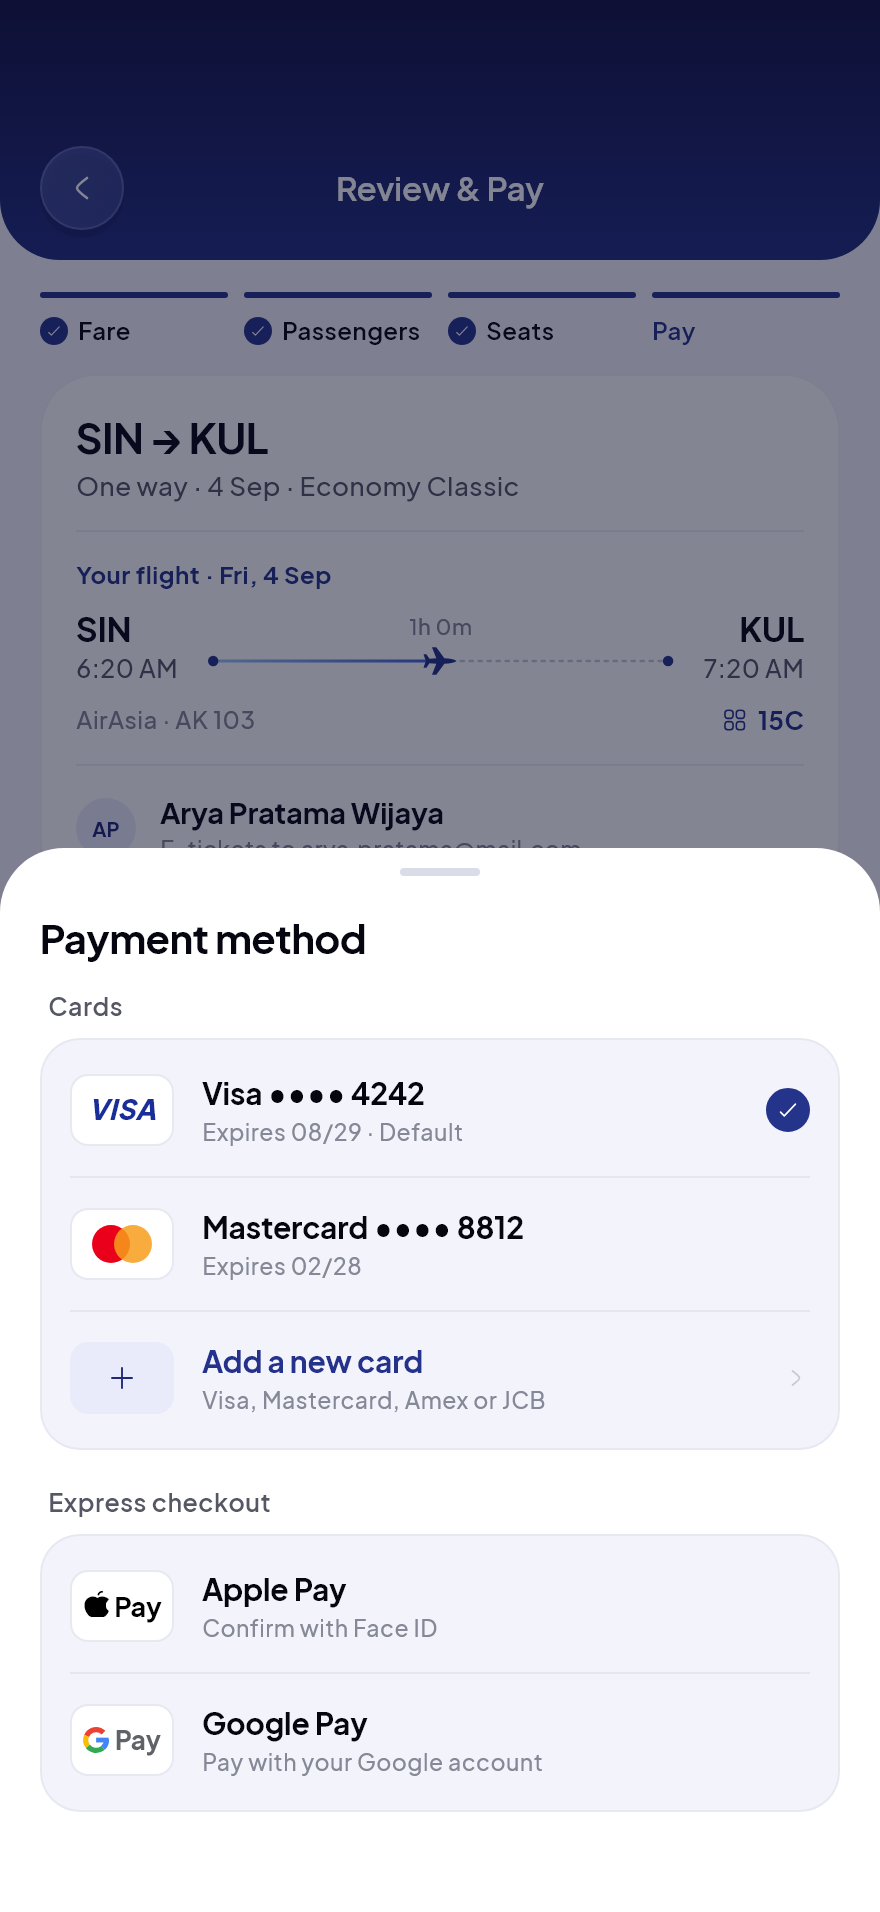 Review & Pay
Fare Passengers Seats Pay
SIN → KUL
One way · 4 Sep · Economy Classic
Your flight · Fri, 4 Sep
SIN 1h 0m KUL
6:20 AM 7:20 AM
AirAsia · AK 103 15C
AP Arya Pratama Wijaya
Payment method
Cards
VISA Visa •••• 4242
Expires 08/29 · Default
Mastercard •••• 8812
Expires 02/28
Add a new card
Visa, Mastercard, Amex or JCB
Express checkout
Pay Apple Pay
Confirm with Face ID
G Pay Google Pay
Pay with your Google account